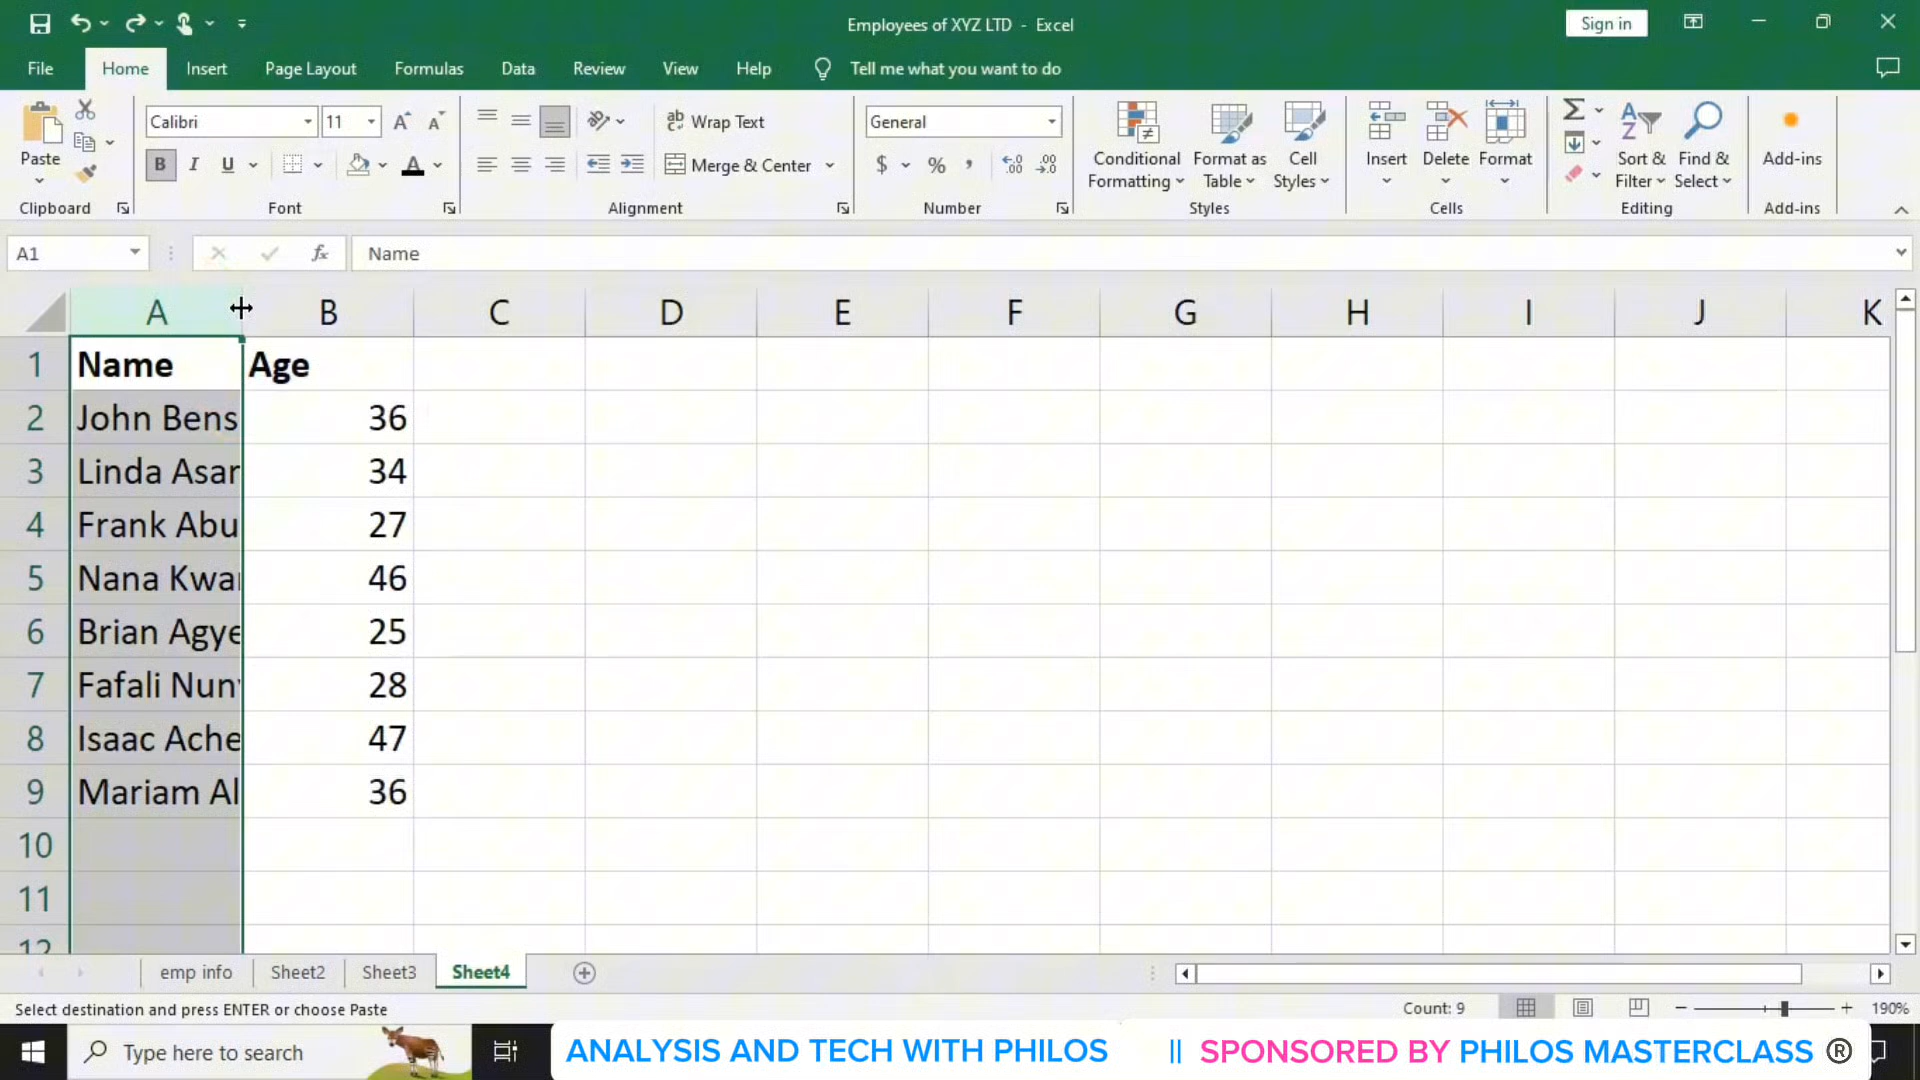 Employees of XYZ LTD - Excel
Sign in
File Home Insert Page Layout Formulas Data Review View Help Tell me what you want to do
Calibri 11 Wrap Text General
Paste B I U A Merge & Center $ % , Conditional Formatting Format as Table Cell Styles Insert Delete Format Sort & Filter Find & Select Add-ins
Clipboard Font Alignment Number Styles Cells Editing Add-ins
A1 fx Name
A B C D E F G H I J K
1 Name Age
2 John Bens 36
3 Linda Asar 34
4 Frank Abu 27
5 Nana Kwa 46
6 Brian Agye 25
7 Fafali Nun 28
8 Isaac Ache 47
9 Mariam Al 36
10
11
12
emp info Sheet2 Sheet3 Sheet4
Select destination and press ENTER or choose Paste Count: 9 190%
Type here to search ANALYSIS AND TECH WITH PHILOS || SPONSORED BY PHILOS MASTERCLASS ®